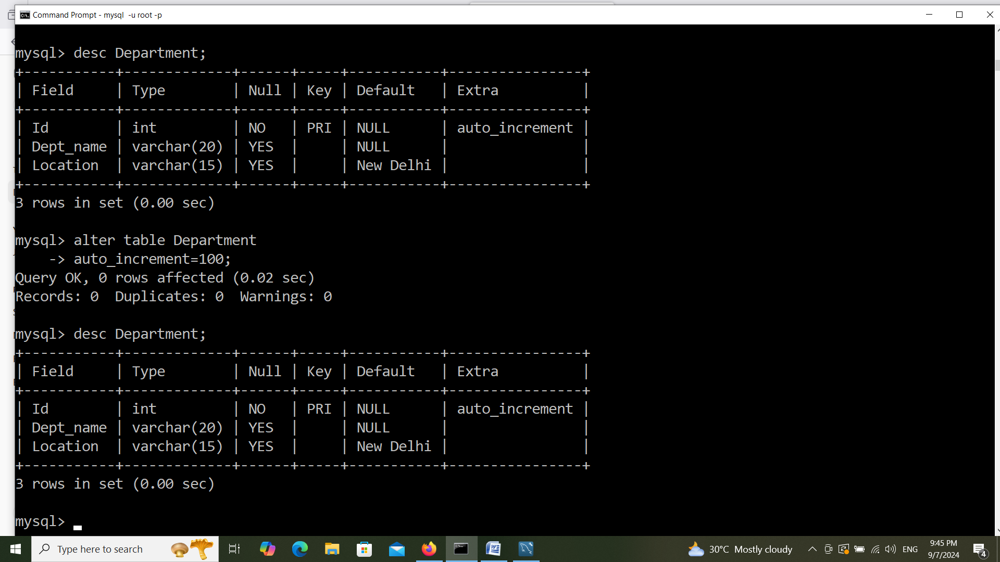 Command Prompt - mysql  -u root -p
mysql> desc Department;
+-----------+-------------+------+-----+-----------+----------------+
| Field     | Type        | Null | Key | Default   | Extra          |
+-----------+-------------+------+-----+-----------+----------------+
| Id        | int         | NO   | PRI | NULL      | auto_increment |
| Dept_name | varchar(20) | YES  |     | NULL      |                |
| Location  | varchar(15) | YES  |     | New Delhi |                |
+-----------+-------------+------+-----+-----------+----------------+
3 rows in set (0.00 sec)
mysql> alter table Department
    -> auto_increment=100;
Query OK, 0 rows affected (0.02 sec)
Records: 0  Duplicates: 0  Warnings: 0
mysql> desc Department;
+-----------+-------------+------+-----+-----------+----------------+
| Field     | Type        | Null | Key | Default   | Extra          |
+-----------+-------------+------+-----+-----------+----------------+
| Id        | int         | NO   | PRI | NULL      | auto_increment |
| Dept_name | varchar(20) | YES  |     | NULL      |                |
| Location  | varchar(15) | YES  |     | New Delhi |                |
+-----------+-------------+------+-----+-----------+----------------+
3 rows in set (0.00 sec)
mysql>
Type here to search
30°C  Mostly cloudy
ENG
9:45 PM
9/7/2024
4